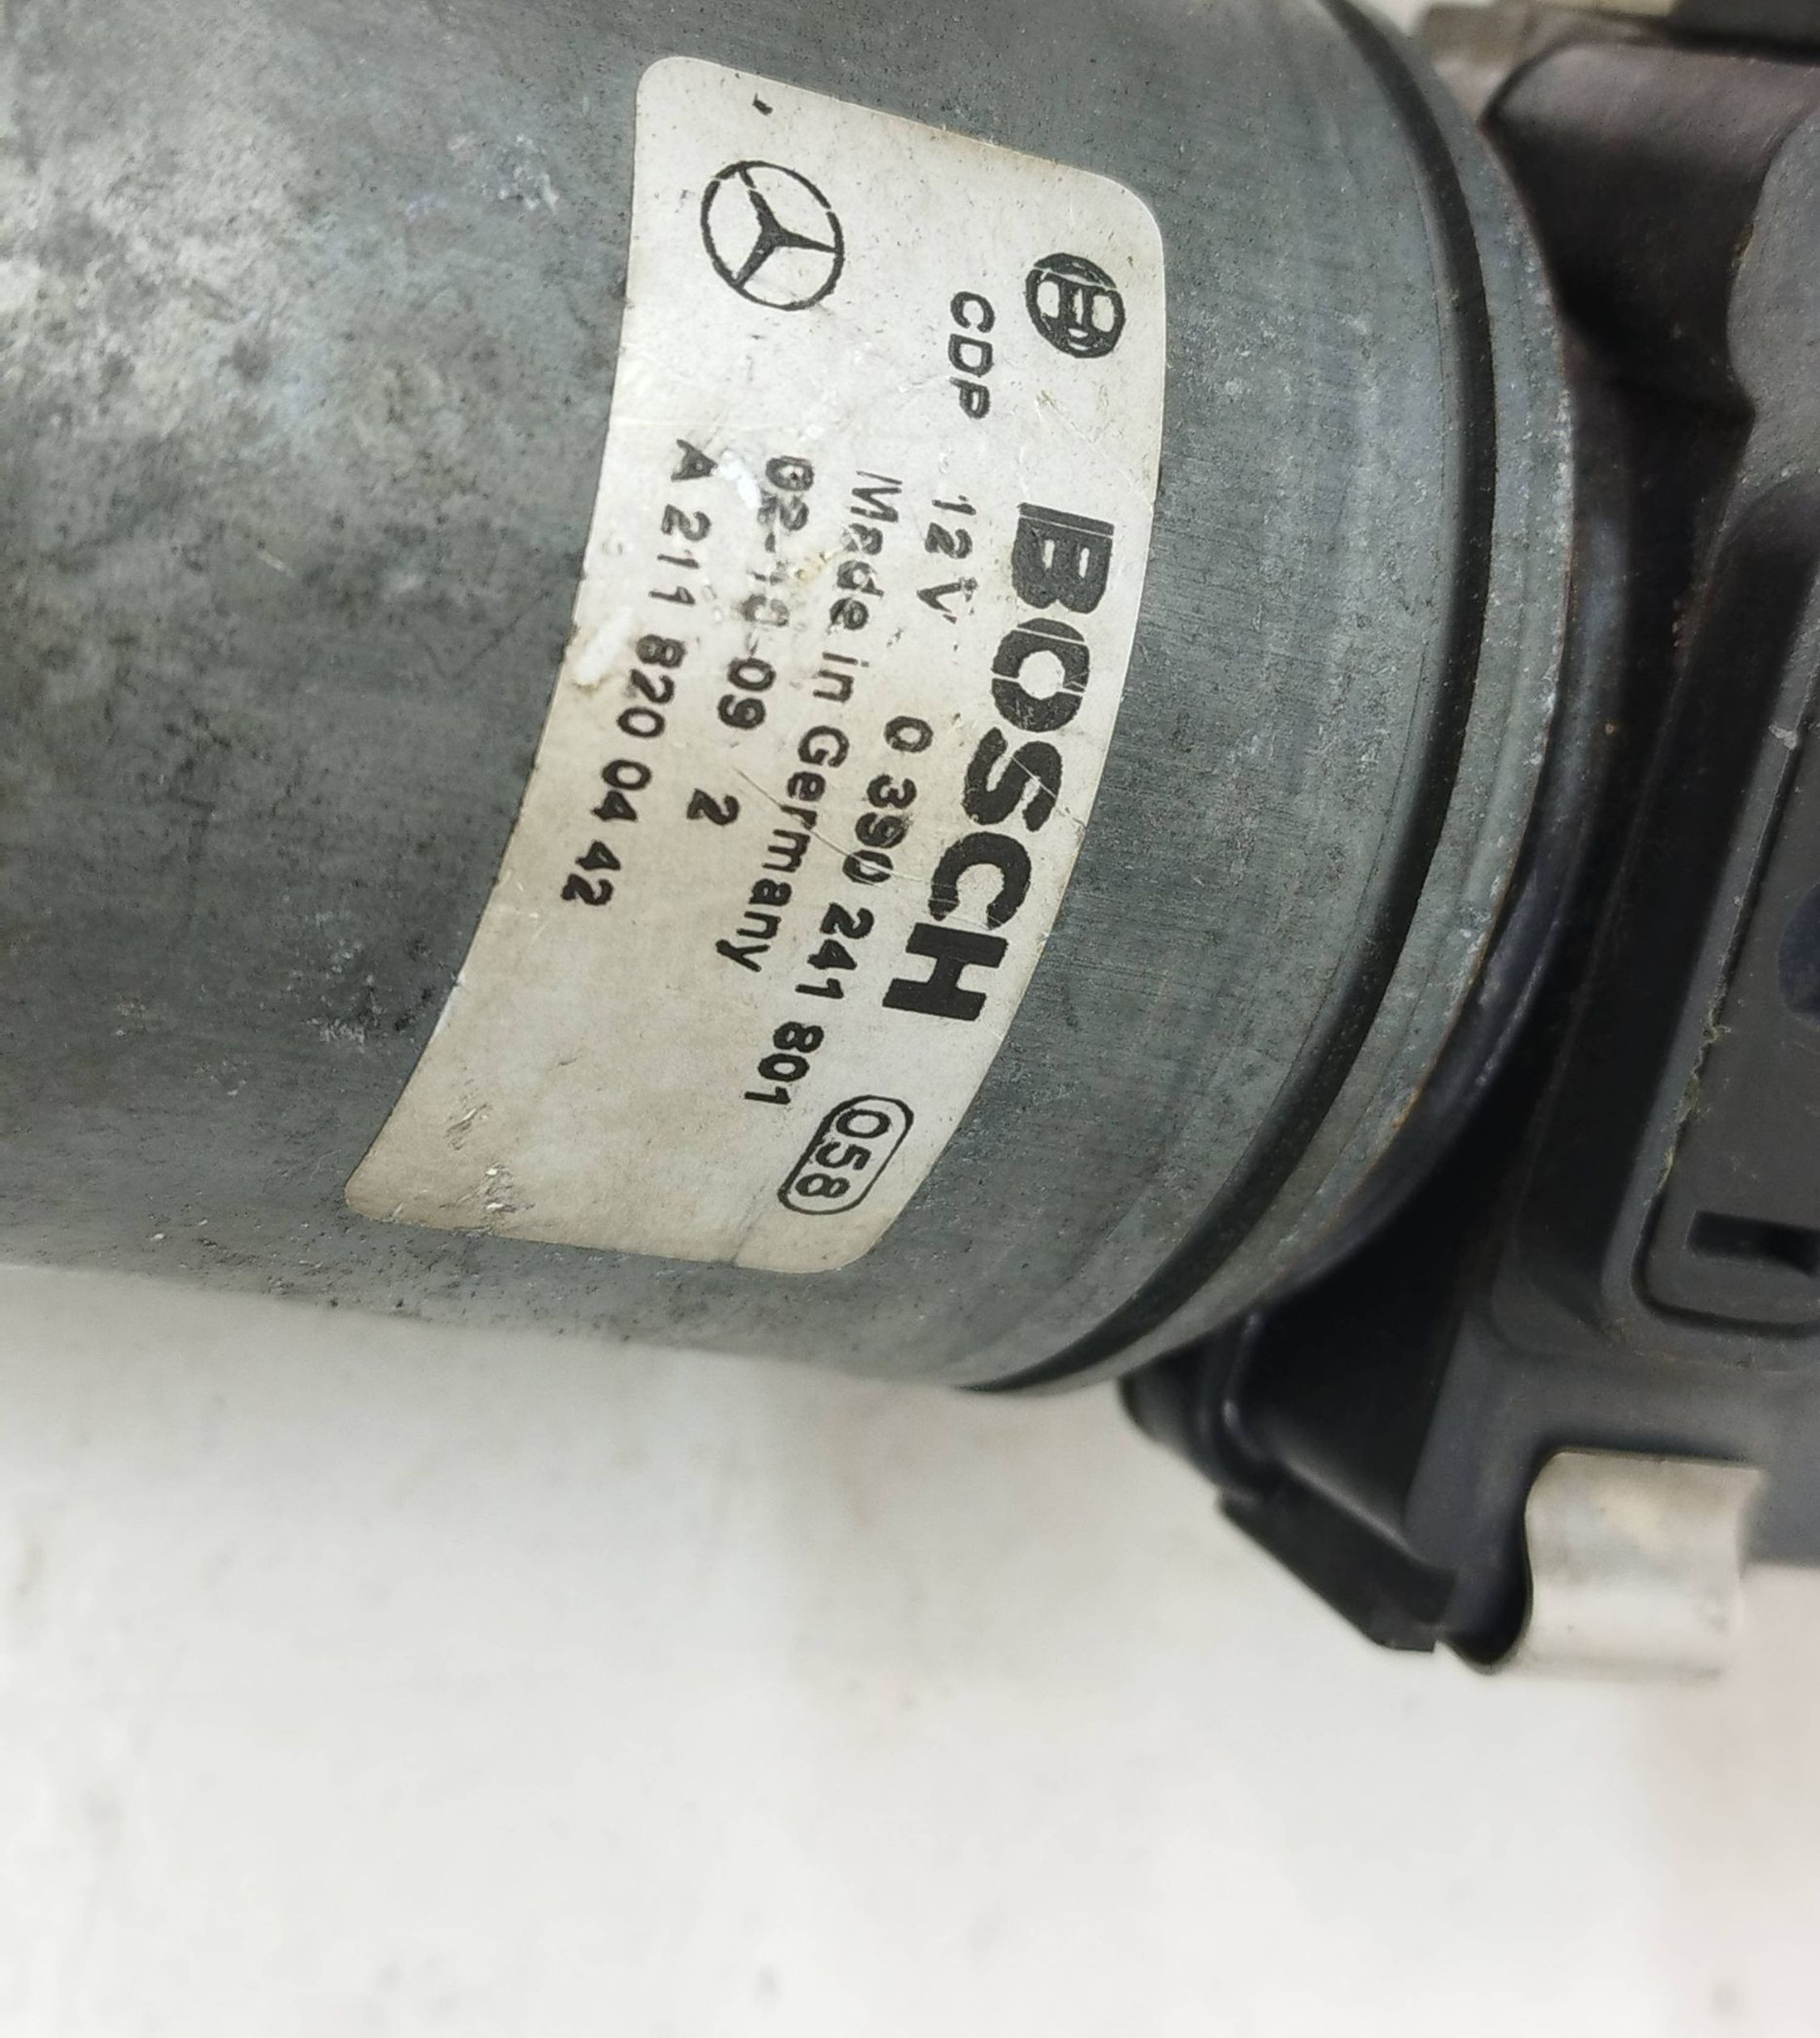 BOSCH 058
CDP 12V 0 390 241 801
Made in Germany
02-10-09 2
A 211 820 04 42